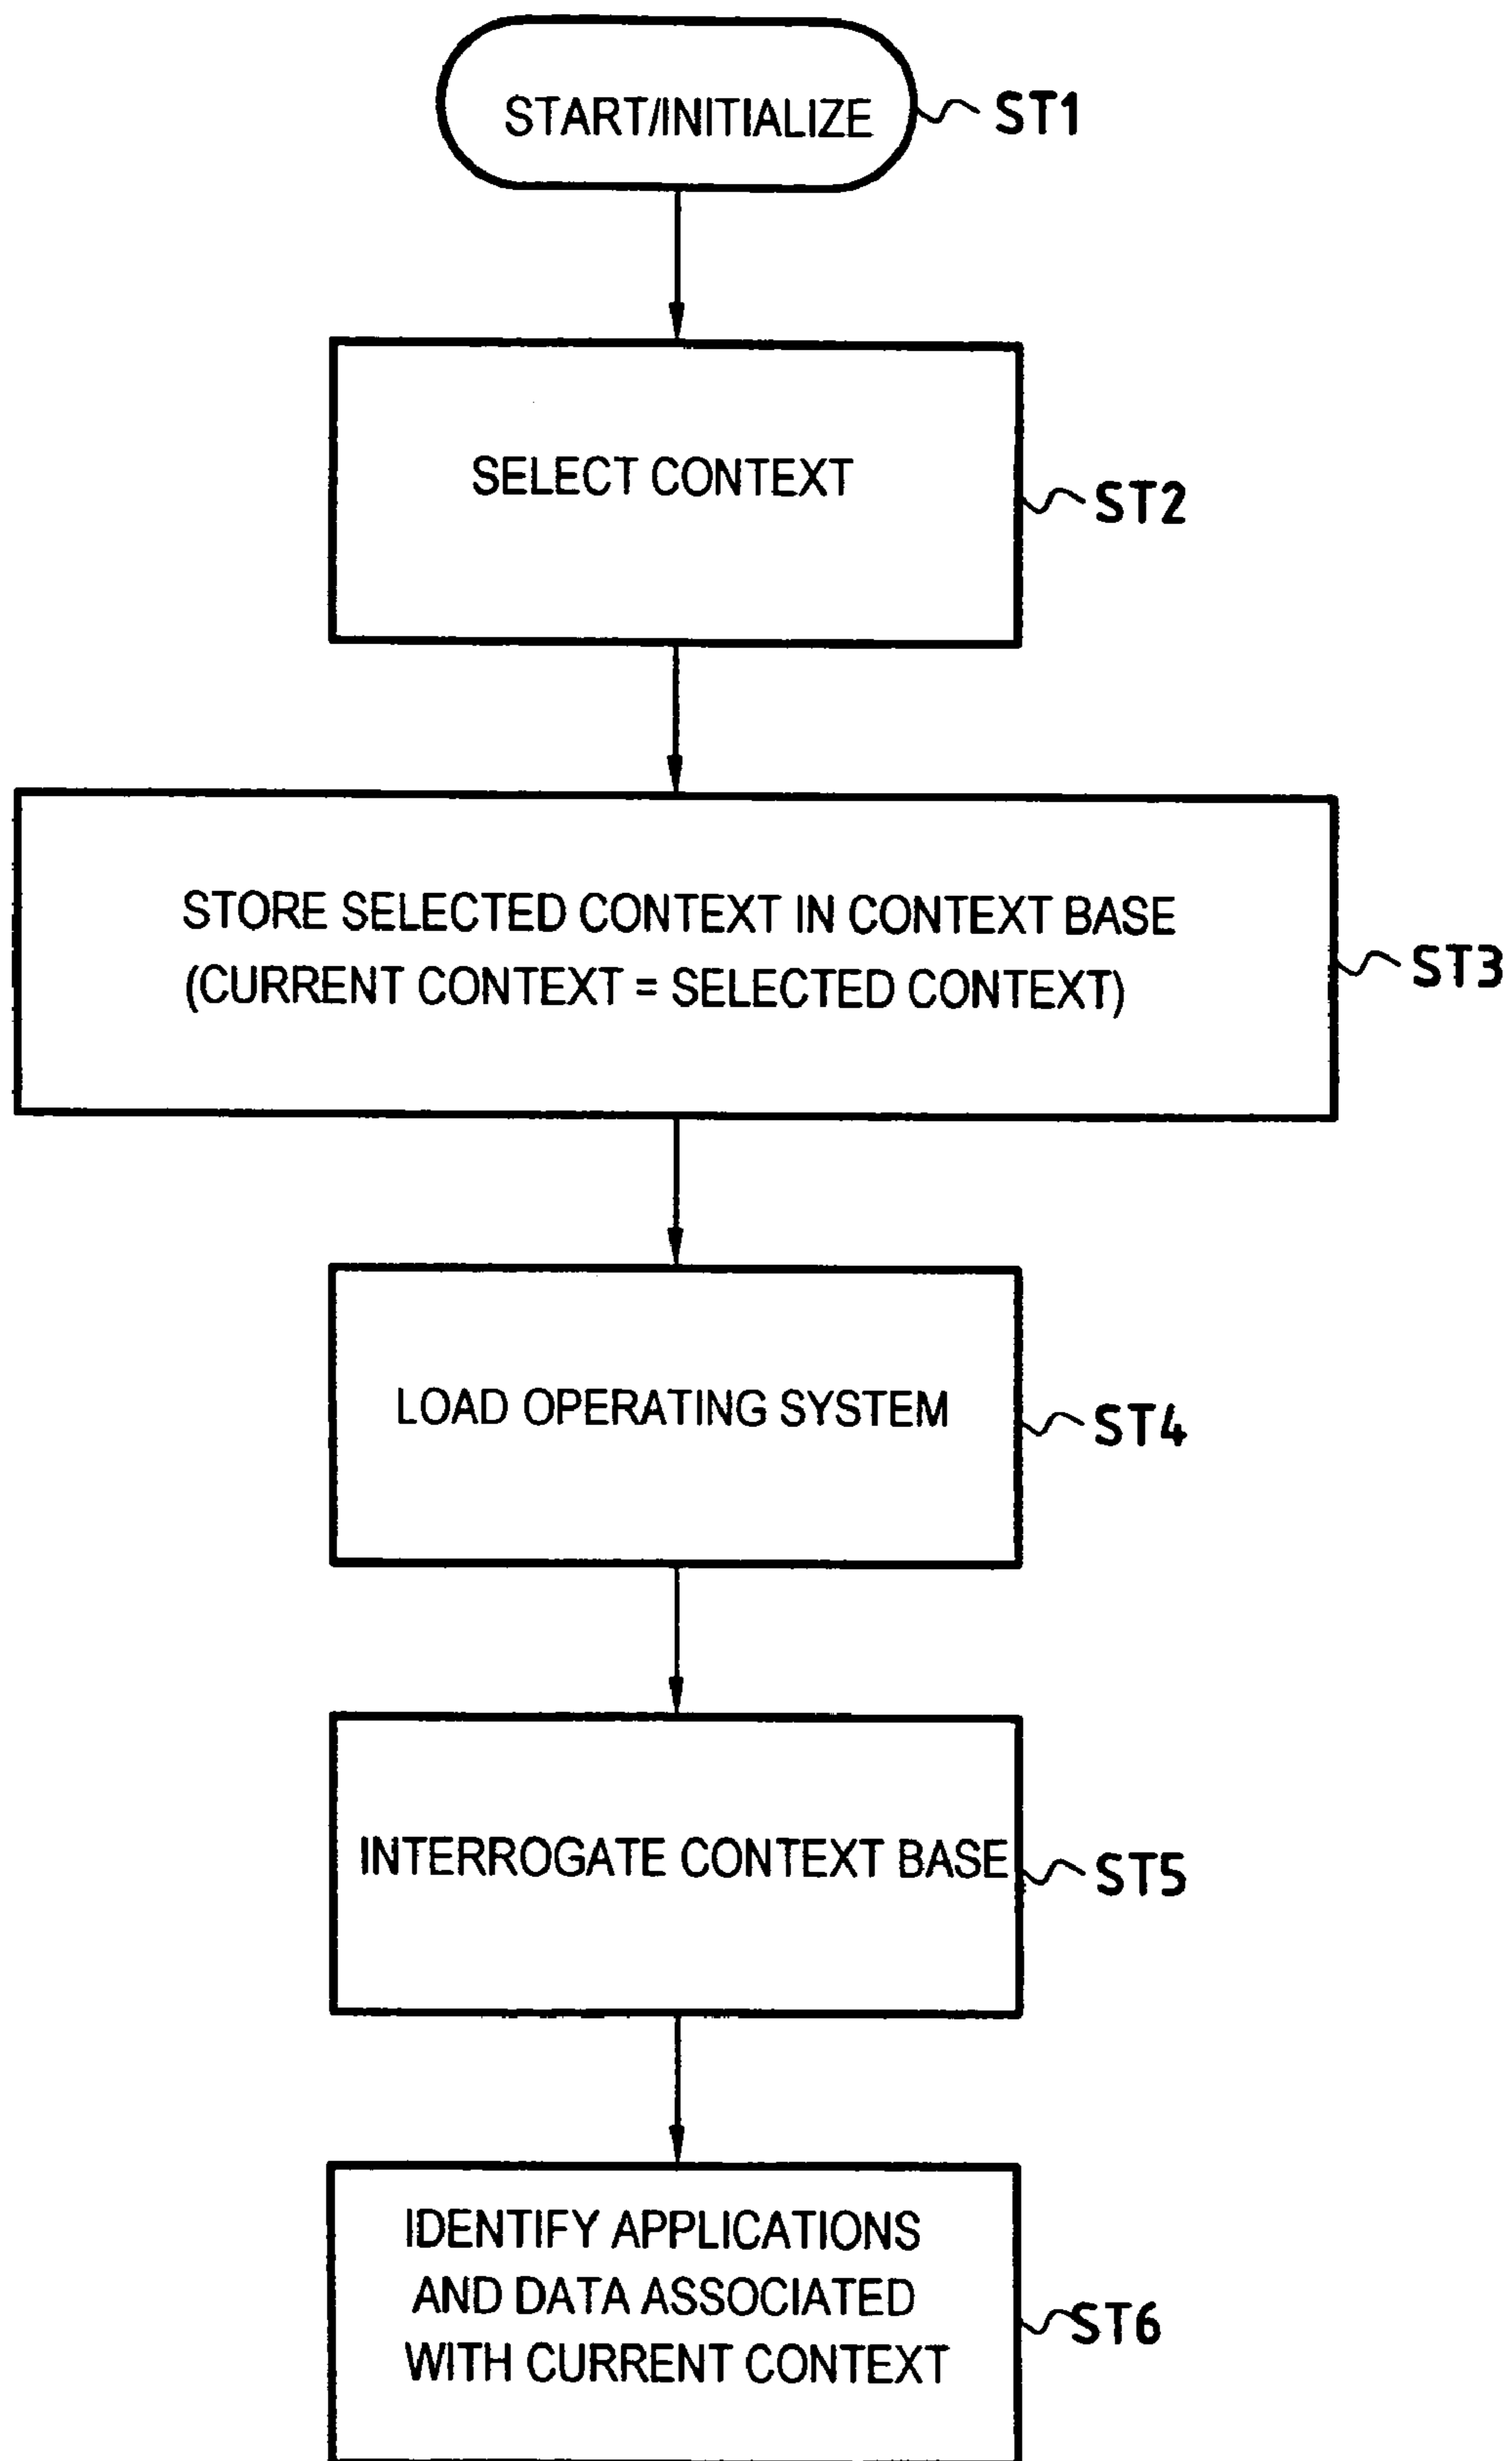 START/INITIALIZE
ST1
SELECT CONTEXT
ST2
STORE SELECTED CONTEXT IN CONTEXT BASE
(CURRENT CONTEXT = SELECTED CONTEXT)
ST3
LOAD OPERATING SYSTEM
ST4
INTERROGATE CONTEXT BASE
ST5
IDENTIFY APPLICATIONS
AND DATA ASSOCIATED
WITH CURRENT CONTEXT
ST6